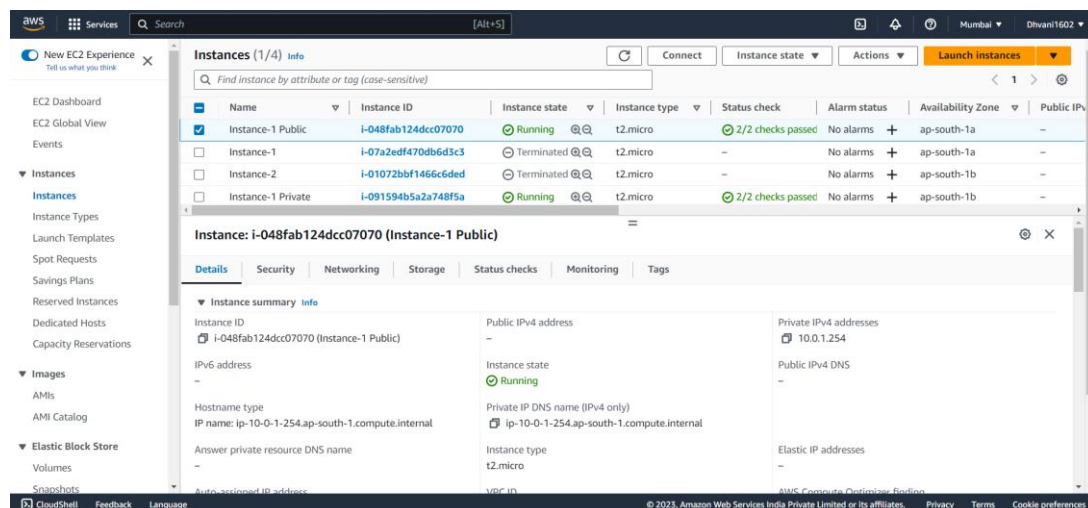 aws Services Search [Alt+S] Mumbai Dhvani1602
New EC2 Experience
Tell us what you think
EC2 Dashboard
EC2 Global View
Events
Instances
Instances
Instance Types
Launch Templates
Spot Requests
Savings Plans
Reserved Instances
Dedicated Hosts
Capacity Reservations
Images
AMIs
AMI Catalog
Elastic Block Store
Volumes
Snapshots
Instances (1/4) Info Connect Instance state Actions Launch instances
Find instance by attribute or tag (case-sensitive) 1
Name Instance ID Instance state Instance type Status check Alarm status Availability Zone Public IPv
Instance-1 Public i-048fab124dcc07070 Running t2.micro 2/2 checks passed No alarms + ap-south-1a –
Instance-1 i-07a2edf470db6d3c3 Terminated t2.micro – No alarms + ap-south-1a –
Instance-2 i-01072bbf1466c6ded Terminated t2.micro – No alarms + ap-south-1b –
Instance-1 Private i-091594b5a2a748f5a Running t2.micro 2/2 checks passed No alarms + ap-south-1b –
Instance: i-048fab124dcc07070 (Instance-1 Public)
Details Security Networking Storage Status checks Monitoring Tags
Instance summary Info
Instance ID Public IPv4 address Private IPv4 addresses
i-048fab124dcc07070 (Instance-1 Public) – 10.0.1.254
IPv6 address Instance state Public IPv4 DNS
– Running –
Hostname type Private IP DNS name (IPv4 only)
IP name: ip-10-0-1-254.ap-south-1.compute.internal ip-10-0-1-254.ap-south-1.compute.internal
Answer private resource DNS name Instance type Elastic IP addresses
– t2.micro –
Auto-assigned IP address VPC ID AWS Compute Optimizer finding
CloudShell Feedback Language © 2023, Amazon Web Services India Private Limited or its affiliates. Privacy Terms Cookie preferences